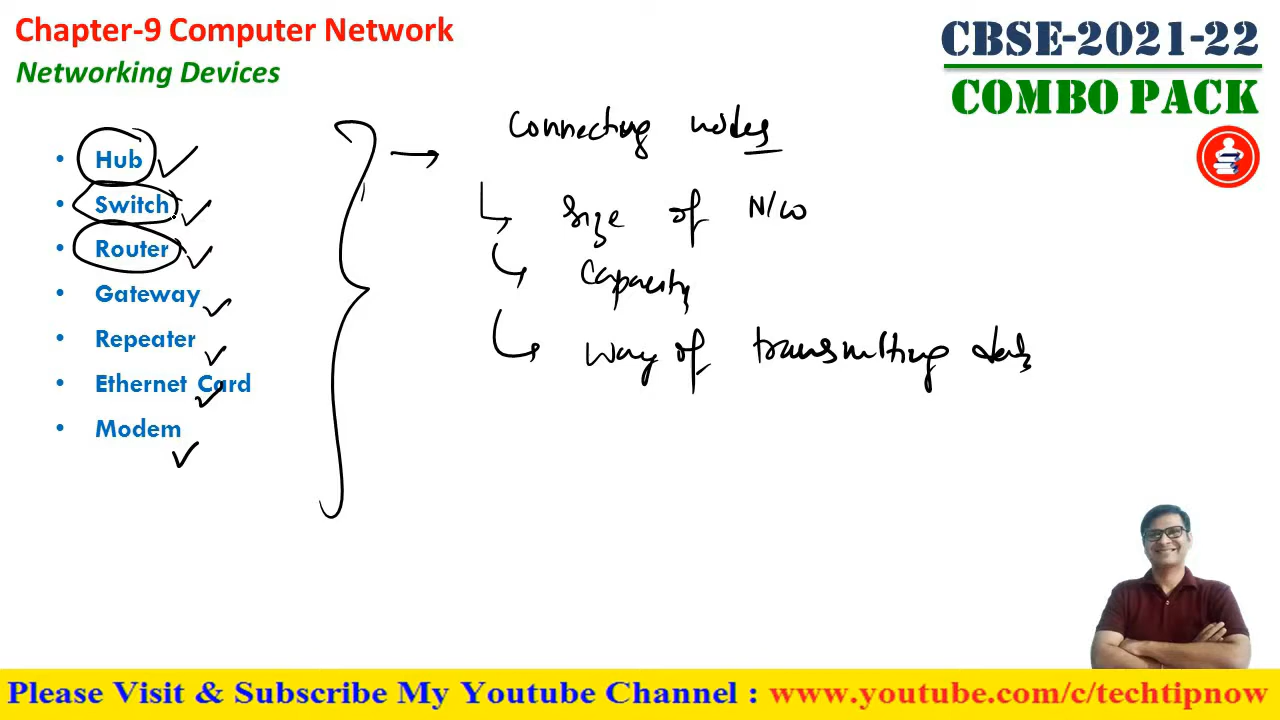 Chapter-9 Computer Network
Networking Devices
CBSE-2021-22
COMBO PACK
• Hub
• Switch
• Router
• Gateway
• Repeater
• Ethernet Card
• Modem
Connecting nodes
Size of N/W
Capacity
Way of transmitting data
Please Visit & Subscribe My Youtube Channel : www.youtube.com/c/techtipnow